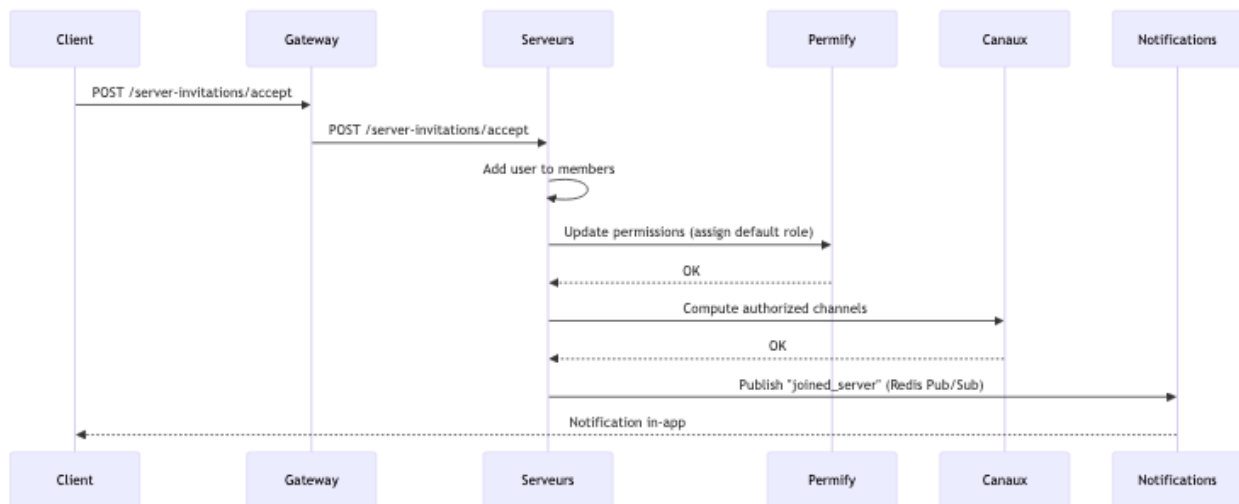 Client
Gateway
Serveurs
Permify
Canaux
Notifications
POST /server-invitations/accept
POST /server-invitations/accept
Add user to members
Update permissions (assign default role)
OK
Compute authorized channels
OK
Publish "joined_server" (Redis Pub/Sub)
Notification in-app
Client
Gateway
Serveurs
Permify
Canaux
Notifications